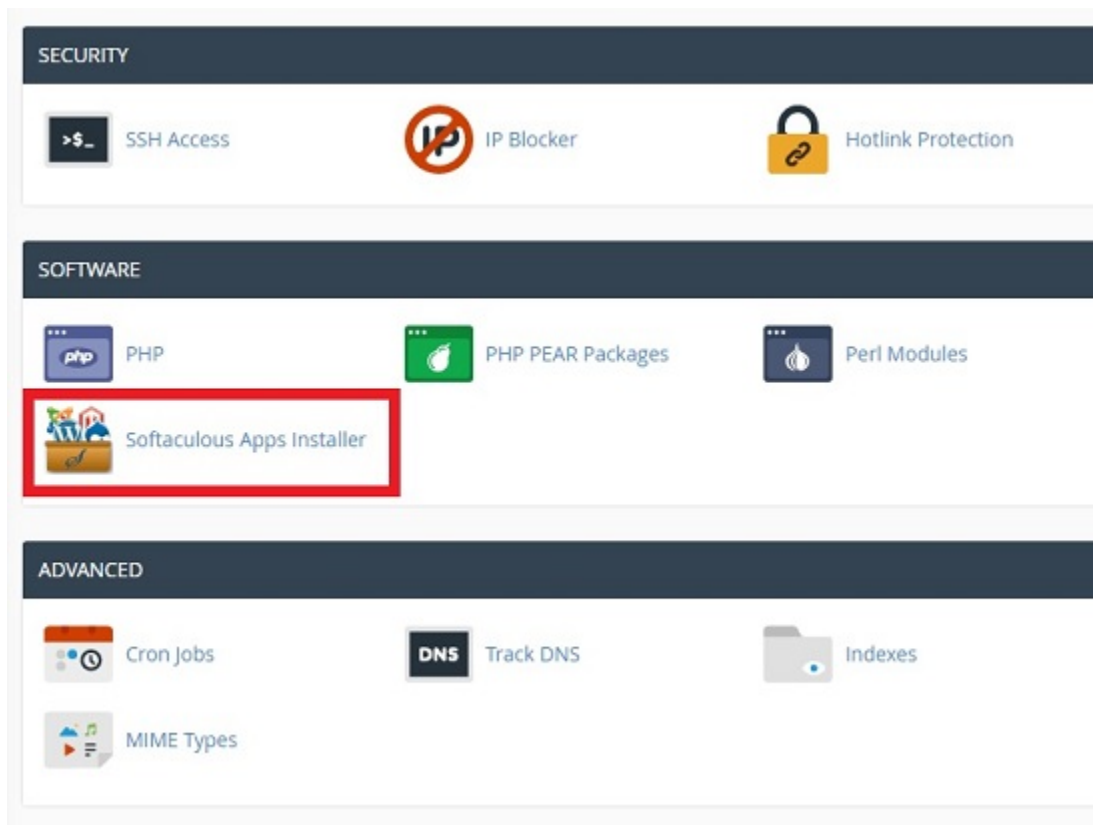 SECURITY
>$_ SSH Access
IP IP Blocker
Hotlink Protection
SOFTWARE
php PHP
PHP PEAR Packages
Perl Modules
Softaculous Apps Installer
ADVANCED
Cron Jobs
DNS Track DNS
Indexes
MIME Types